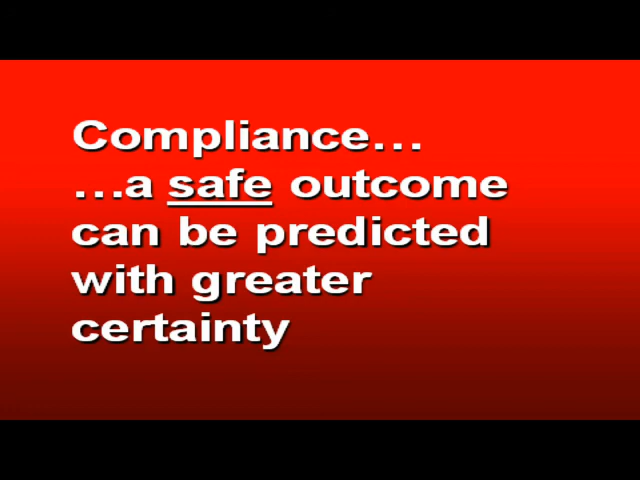 Compliance…
…a safe outcome
can be predicted
with greater
certainty